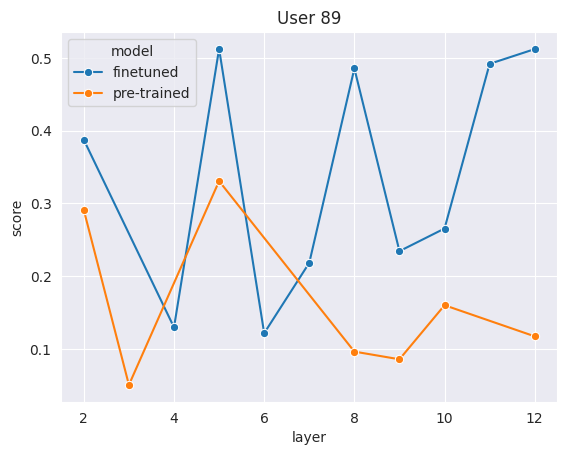 User 89
model
finetuned
pre-trained
0.5
0.4
0.3
0.2
0.1
score
2 4 6 8 10 12
layer